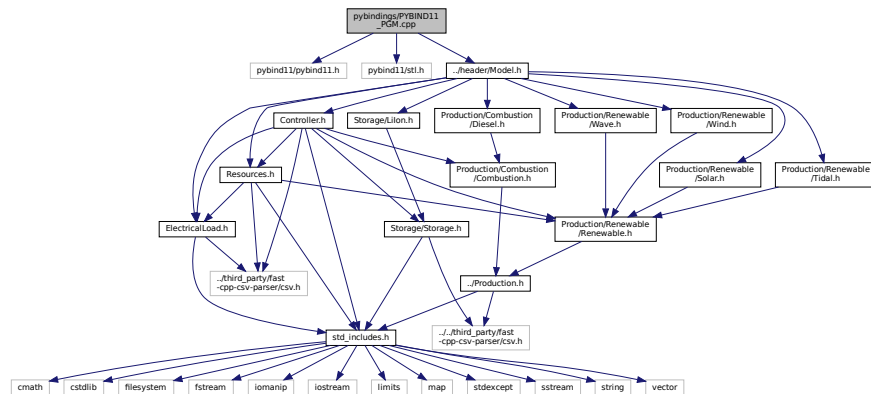 pybindings/PYBIND11
_PGM.cpp
pybind11/pybind11.h
pybind11/stl.h
../header/Model.h
Controller.h
Storage/LiIon.h
Production/Combustion
/Diesel.h
Production/Renewable
/Wave.h
Production/Renewable
/Wind.h
Resources.h
Production/Combustion
/Combustion.h
Production/Renewable
/Solar.h
Production/Renewable
/Tidal.h
ElectricalLoad.h
Storage/Storage.h
Production/Renewable
/Renewable.h
../third_party/fast
-cpp-csv-parser/csv.h
../Production.h
std_includes.h
../../third_party/fast
-cpp-csv-parser/csv.h
cmath
cstdlib
filesystem
fstream
iomanip
iostream
limits
map
stdexcept
sstream
string
vector